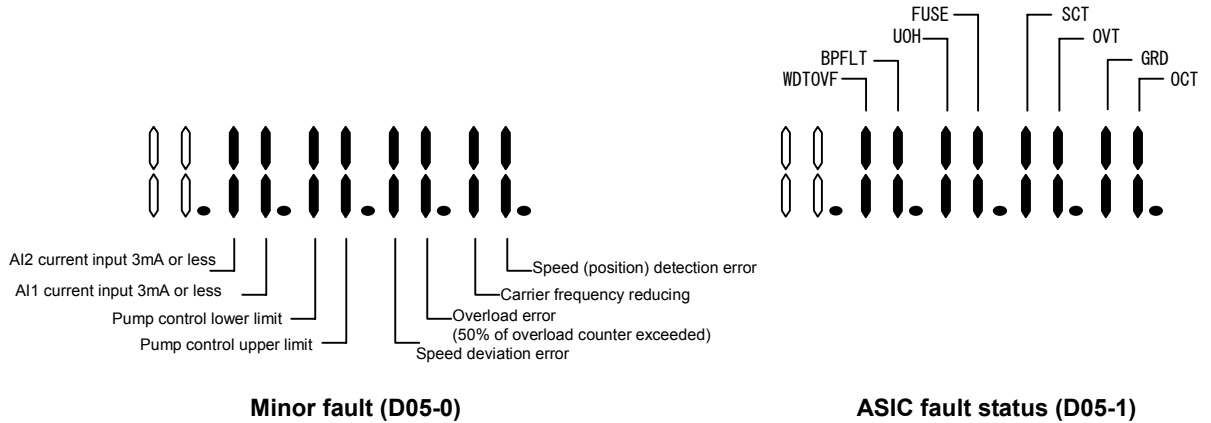 AI2 current input 3mA or less
AI1 current input 3mA or less
Pump control lower limit
Pump control upper limit
Speed (position) detection error
Carrier frequency reducing
Overload error
(50% of overload counter exceeded)
Speed deviation error
Minor fault (D05-0)
FUSE
UOH
BPFLT
WDTOVF
SCT
OVT
GRD
OCT
ASIC fault status (D05-1)